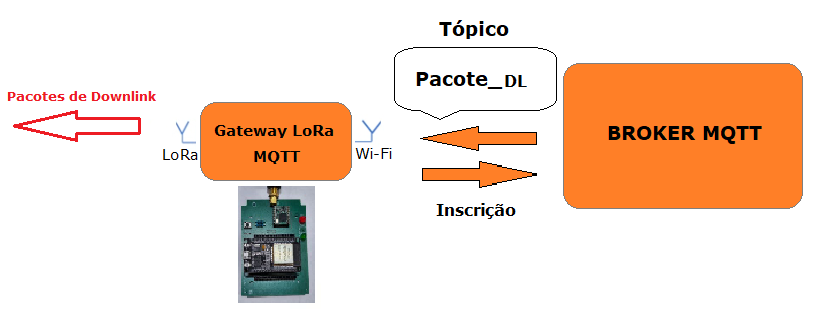 Tópico
Pacote_DL
BROKER MQTT
Pacotes de Downlink
Gateway LoRa
MQTT
LoRa
Wi-Fi
Inscrição